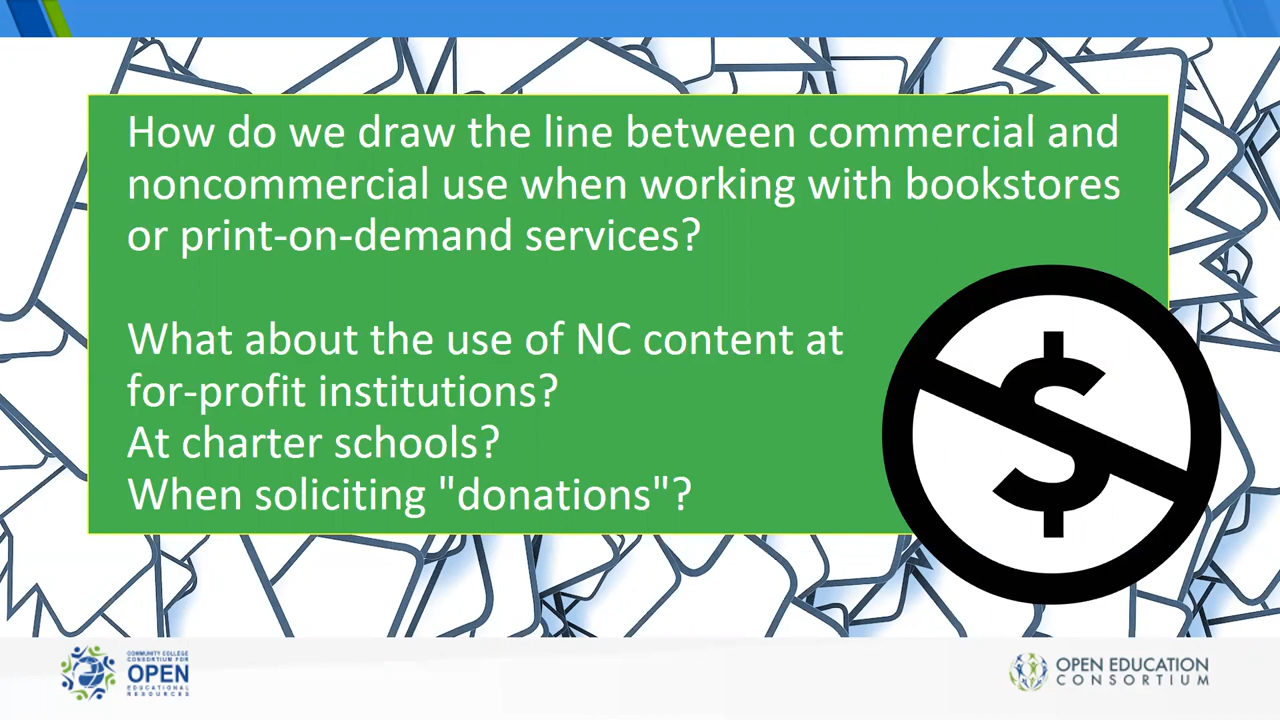 How do we draw the line between commercial and
noncommercial use when working with bookstores
or print-on-demand services?
What about the use of NC content at
for-profit institutions?
At charter schools?
When soliciting "donations"?
$
COMMUNITY COLLEGE
CONSORTIUM FOR
OPEN
EDUCATIONAL
RESOURCES
OPEN EDUCATION
CONSORTIUM